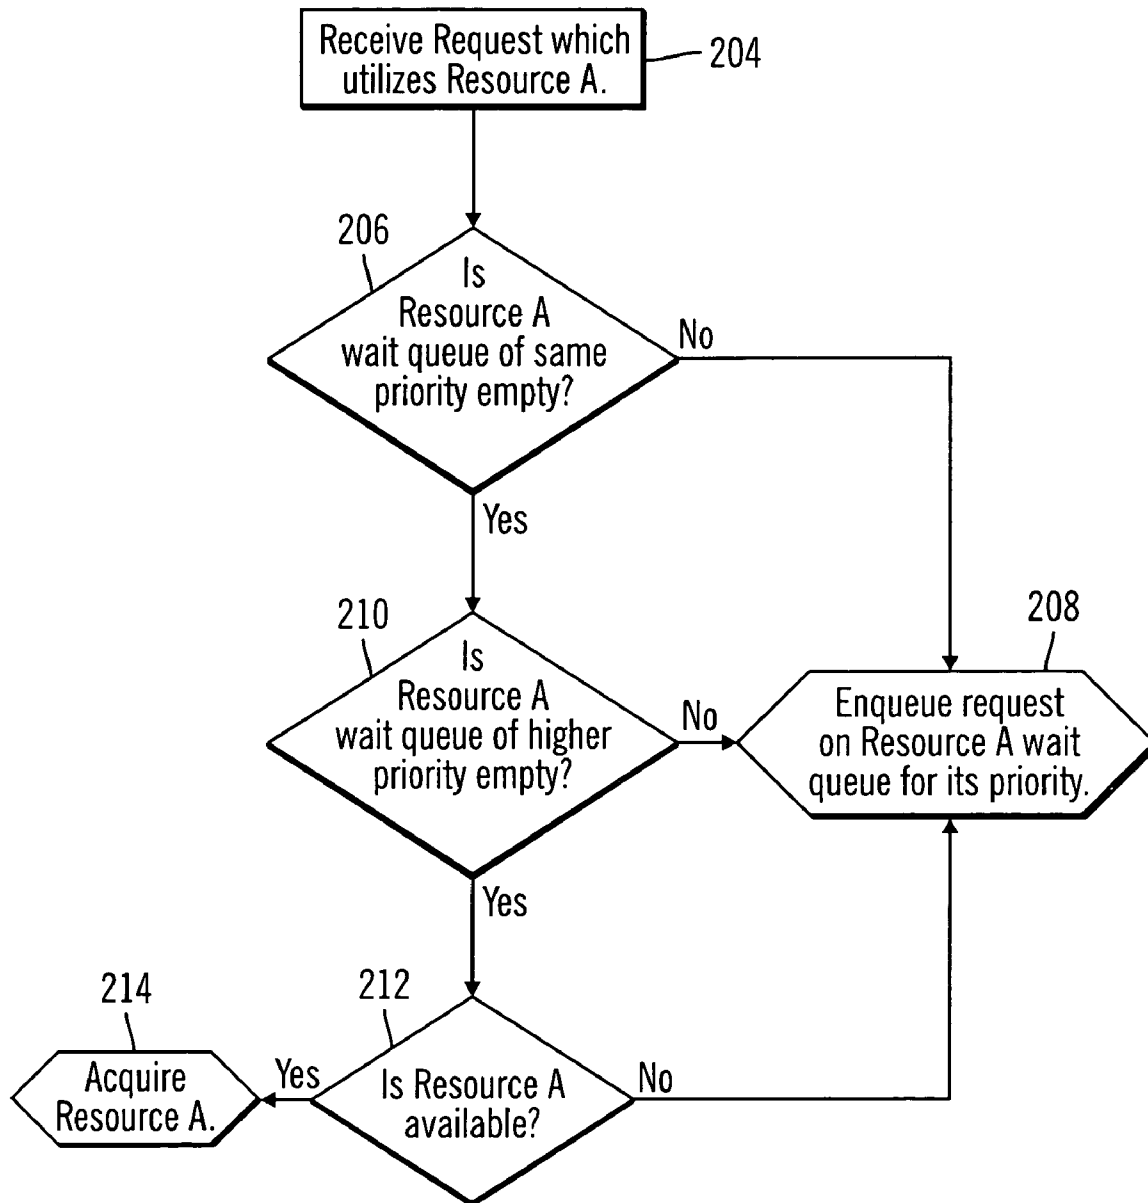 Receive Request which
utilizes Resource A.
204
206
Is
Resource A
wait queue of same
priority empty?
No
Yes
210
Is
Resource A
wait queue of higher
priority empty?
No
208
Enqueue request
on Resource A wait
queue for its priority.
Yes
214
Acquire
Resource A.
Yes
212
Is Resource A
available?
No